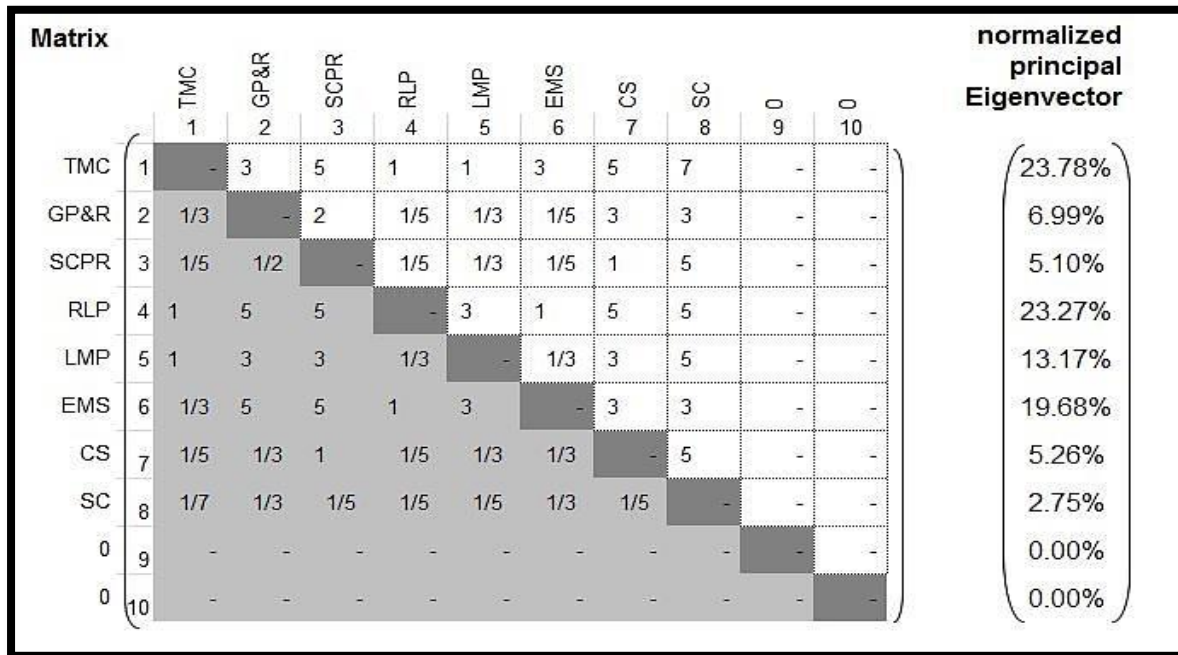 Matrix
normalized
principal
Eigenvector
TMC GP&R SCPR RLP LMP EMS CS SC 0 0
1 2 3 4 5 6 7 8 9 10
TMC 1 - 3 5 1 1 3 5 7 - - 23.78%
GP&R 2 1/3 - 2 1/5 1/3 1/5 3 3 - - 6.99%
SCPR 3 1/5 1/2 - 1/5 1/3 1/5 1 5 - - 5.10%
RLP 4 1 5 5 - 3 1 5 5 - - 23.27%
LMP 5 1 3 3 1/3 - 1/3 3 5 - - 13.17%
EMS 6 1/3 5 5 1 3 - 3 3 - - 19.68%
CS 7 1/5 1/3 1 1/5 1/3 1/3 - 5 - - 5.26%
SC 8 1/7 1/3 1/5 1/5 1/5 1/3 1/5 - - - 2.75%
0 9 - - - - - - - - - - 0.00%
0 10 - - - - - - - - - - 0.00%